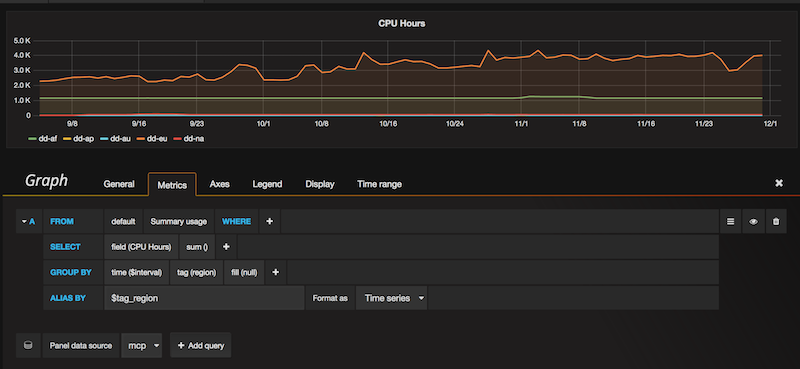 CPU Hours
5.0 K
4.0 K
3.0 K
2.0 K
1.0 K
0
9/8 9/16 9/23 10/1 10/8 10/16 10/24 11/1 11/8 11/16 11/23 12/1
dd-af dd-ap dd-au dd-eu dd-na
Graph General Metrics Axes Legend Display Time range ×
A FROM default Summary usage WHERE +
SELECT field (CPU Hours) sum () +
GROUP BY time ($interval) tag (region) fill (null) +
ALIAS BY $tag_region Format as Time series
Panel data source mcp + Add query